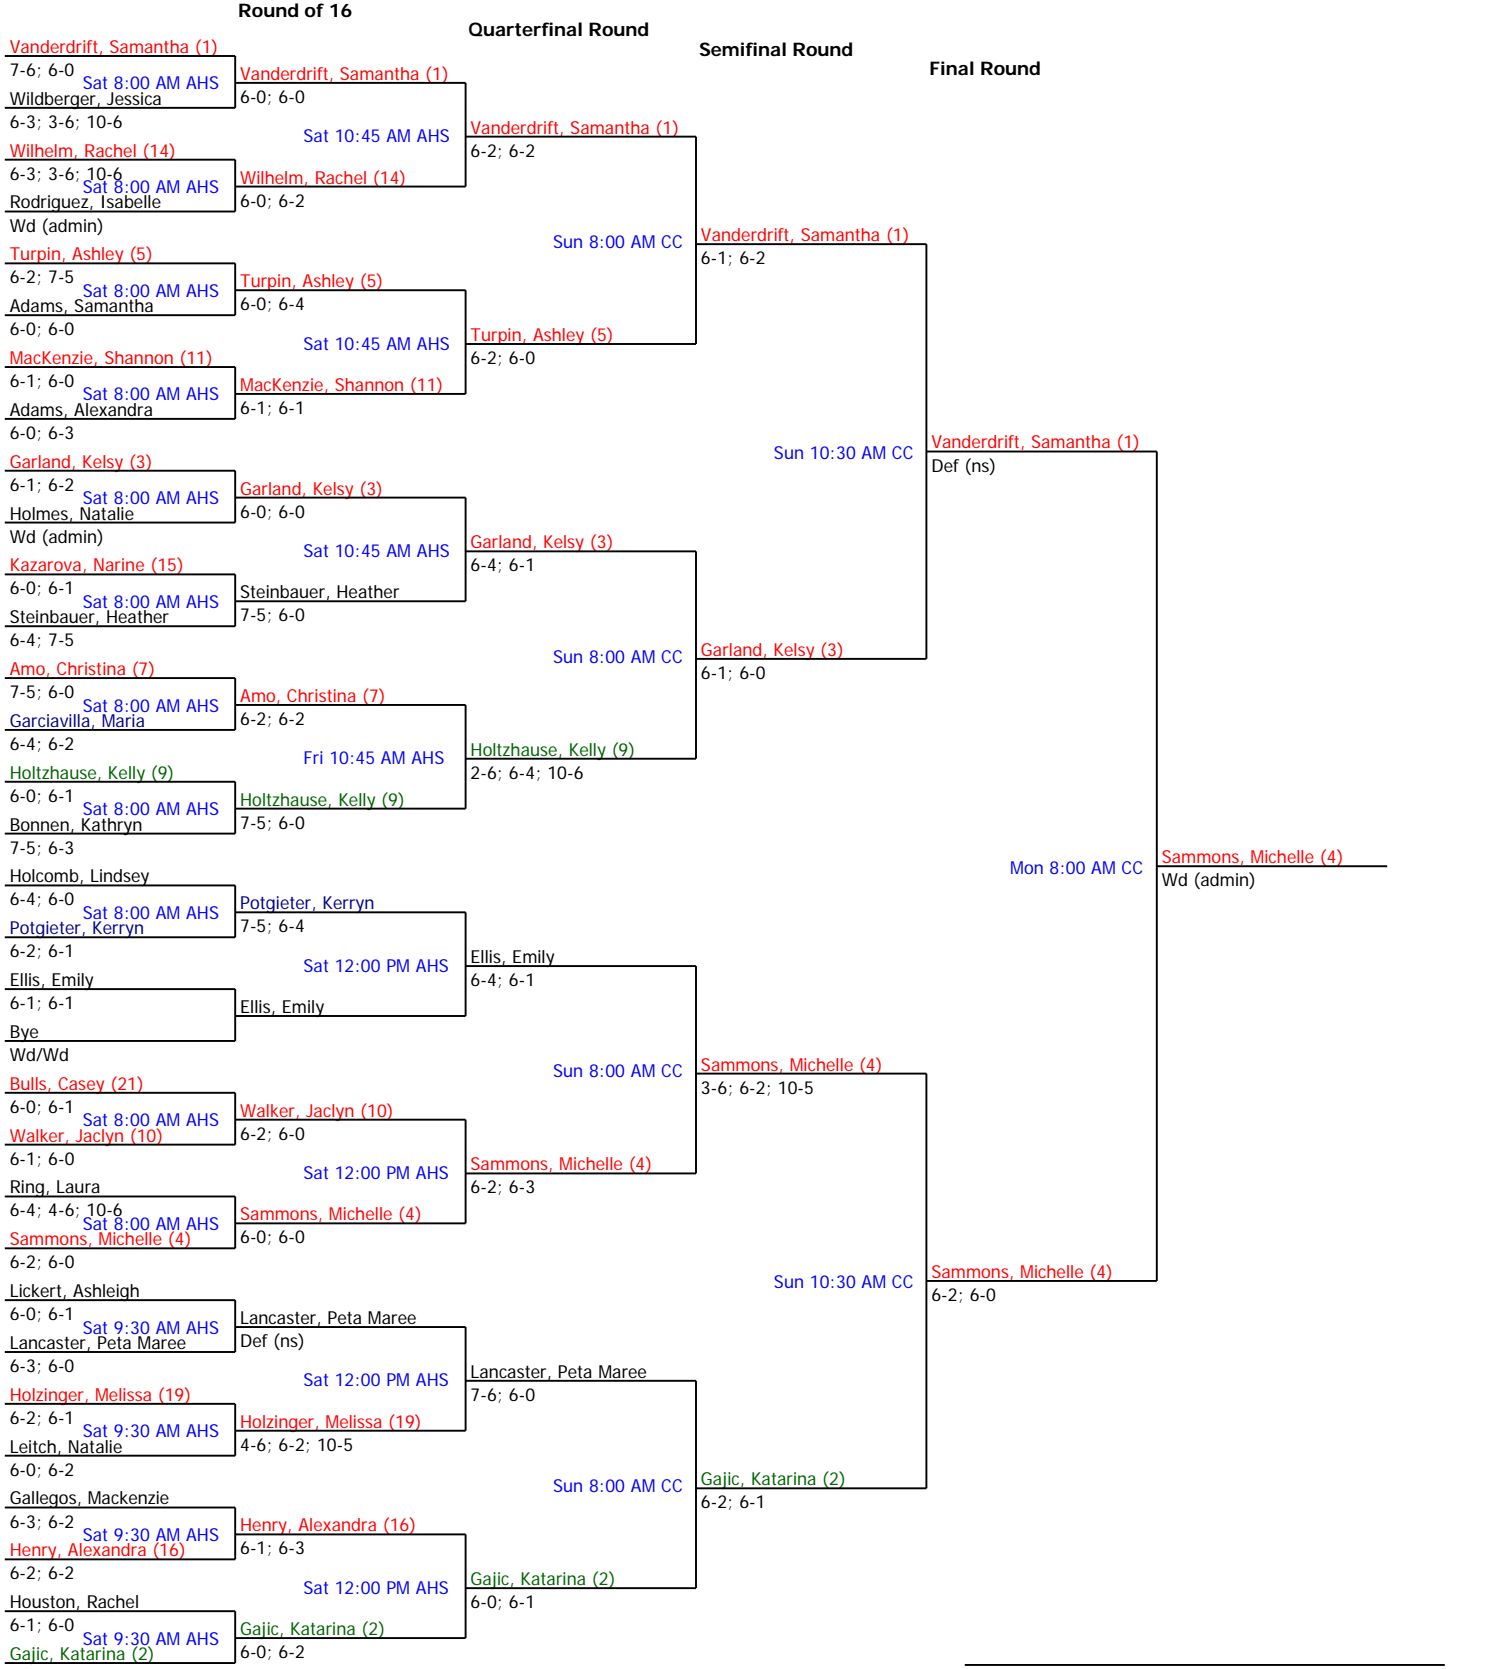 Round of 16
Quarterfinal Round
Semifinal Round
Final Round
Vanderdrift, Samantha (1)
7-6; 6-0
Sat 8:00 AM AHS
Wildberger, Jessica
6-3; 3-6; 10-6
Wilhelm, Rachel (14)
6-3; 3-6; 10-6
Sat 8:00 AM AHS
Rodriguez, Isabelle
Wd (admin)
Turpin, Ashley (5)
6-2; 7-5
Sat 8:00 AM AHS
Adams, Samantha
6-0; 6-0
MacKenzie, Shannon (11)
6-1; 6-0
Sat 8:00 AM AHS
Adams, Alexandra
6-0; 6-3
Garland, Kelsy (3)
6-1; 6-2
Sat 8:00 AM AHS
Holmes, Natalie
Wd (admin)
Kazarova, Narine (15)
6-0; 6-1
Sat 8:00 AM AHS
Steinbauer, Heather
6-4; 7-5
Amo, Christina (7)
7-5; 6-0
Sat 8:00 AM AHS
Garciavilla, Maria
6-4; 6-2
Holtzhause, Kelly (9)
6-0; 6-1
Sat 8:00 AM AHS
Bonnen, Kathryn
7-5; 6-3
Holcomb, Lindsey
6-4; 6-0
Sat 8:00 AM AHS
Potgieter, Kerryn
6-2; 6-1
Ellis, Emily
6-1; 6-1
Bye
Wd/Wd
Bulls, Casey (21)
6-0; 6-1
Sat 8:00 AM AHS
Walker, Jaclyn (10)
6-1; 6-0
Ring, Laura
6-4; 4-6; 10-6
Sat 8:00 AM AHS
Sammons, Michelle (4)
6-2; 6-0
Lickert, Ashleigh
6-0; 6-1
Sat 9:30 AM AHS
Lancaster, Peta Maree
6-3; 6-0
Holzinger, Melissa (19)
6-2; 6-1
Sat 9:30 AM AHS
Leitch, Natalie
6-0; 6-2
Gallegos, Mackenzie
6-3; 6-2
Sat 9:30 AM AHS
Henry, Alexandra (16)
6-2; 6-2
Houston, Rachel
6-1; 6-0
Sat 9:30 AM AHS
Gajic, Katarina (2)
Vanderdrift, Samantha (1)
6-0; 6-0
Sat 10:45 AM AHS
Wilhelm, Rachel (14)
6-0; 6-2
Turpin, Ashley (5)
6-0; 6-4
Sat 10:45 AM AHS
MacKenzie, Shannon (11)
6-1; 6-1
Garland, Kelsy (3)
6-0; 6-0
Sat 10:45 AM AHS
Steinbauer, Heather
7-5; 6-0
Amo, Christina (7)
6-2; 6-2
Fri 10:45 AM AHS
Holtzhause, Kelly (9)
7-5; 6-0
Potgieter, Kerryn
7-5; 6-4
Sat 12:00 PM AHS
Ellis, Emily
Walker, Jaclyn (10)
6-2; 6-0
Sat 12:00 PM AHS
Sammons, Michelle (4)
6-0; 6-0
Lancaster, Peta Maree
Def (ns)
Sat 12:00 PM AHS
Holzinger, Melissa (19)
4-6; 6-2; 10-5
Henry, Alexandra (16)
6-1; 6-3
Sat 12:00 PM AHS
Gajic, Katarina (2)
6-0; 6-2
Vanderdrift, Samantha (1)
6-2; 6-2
Sun 8:00 AM CC
Turpin, Ashley (5)
6-2; 6-0
Garland, Kelsy (3)
6-4; 6-1
Sun 8:00 AM CC
Holtzhause, Kelly (9)
2-6; 6-4; 10-6
Ellis, Emily
6-4; 6-1
Sun 8:00 AM CC
Sammons, Michelle (4)
6-2; 6-3
Lancaster, Peta Maree
7-6; 6-0
Sun 8:00 AM CC
Gajic, Katarina (2)
6-0; 6-1
Vanderdrift, Samantha (1)
6-1; 6-2
Sun 10:30 AM CC
Garland, Kelsy (3)
6-1; 6-0
Sammons, Michelle (4)
3-6; 6-2; 10-5
Sun 10:30 AM CC
Gajic, Katarina (2)
6-2; 6-1
Vanderdrift, Samantha (1)
Def (ns)
Mon 8:00 AM CC
Sammons, Michelle (4)
6-2; 6-0
Sammons, Michelle (4)
Wd (admin)